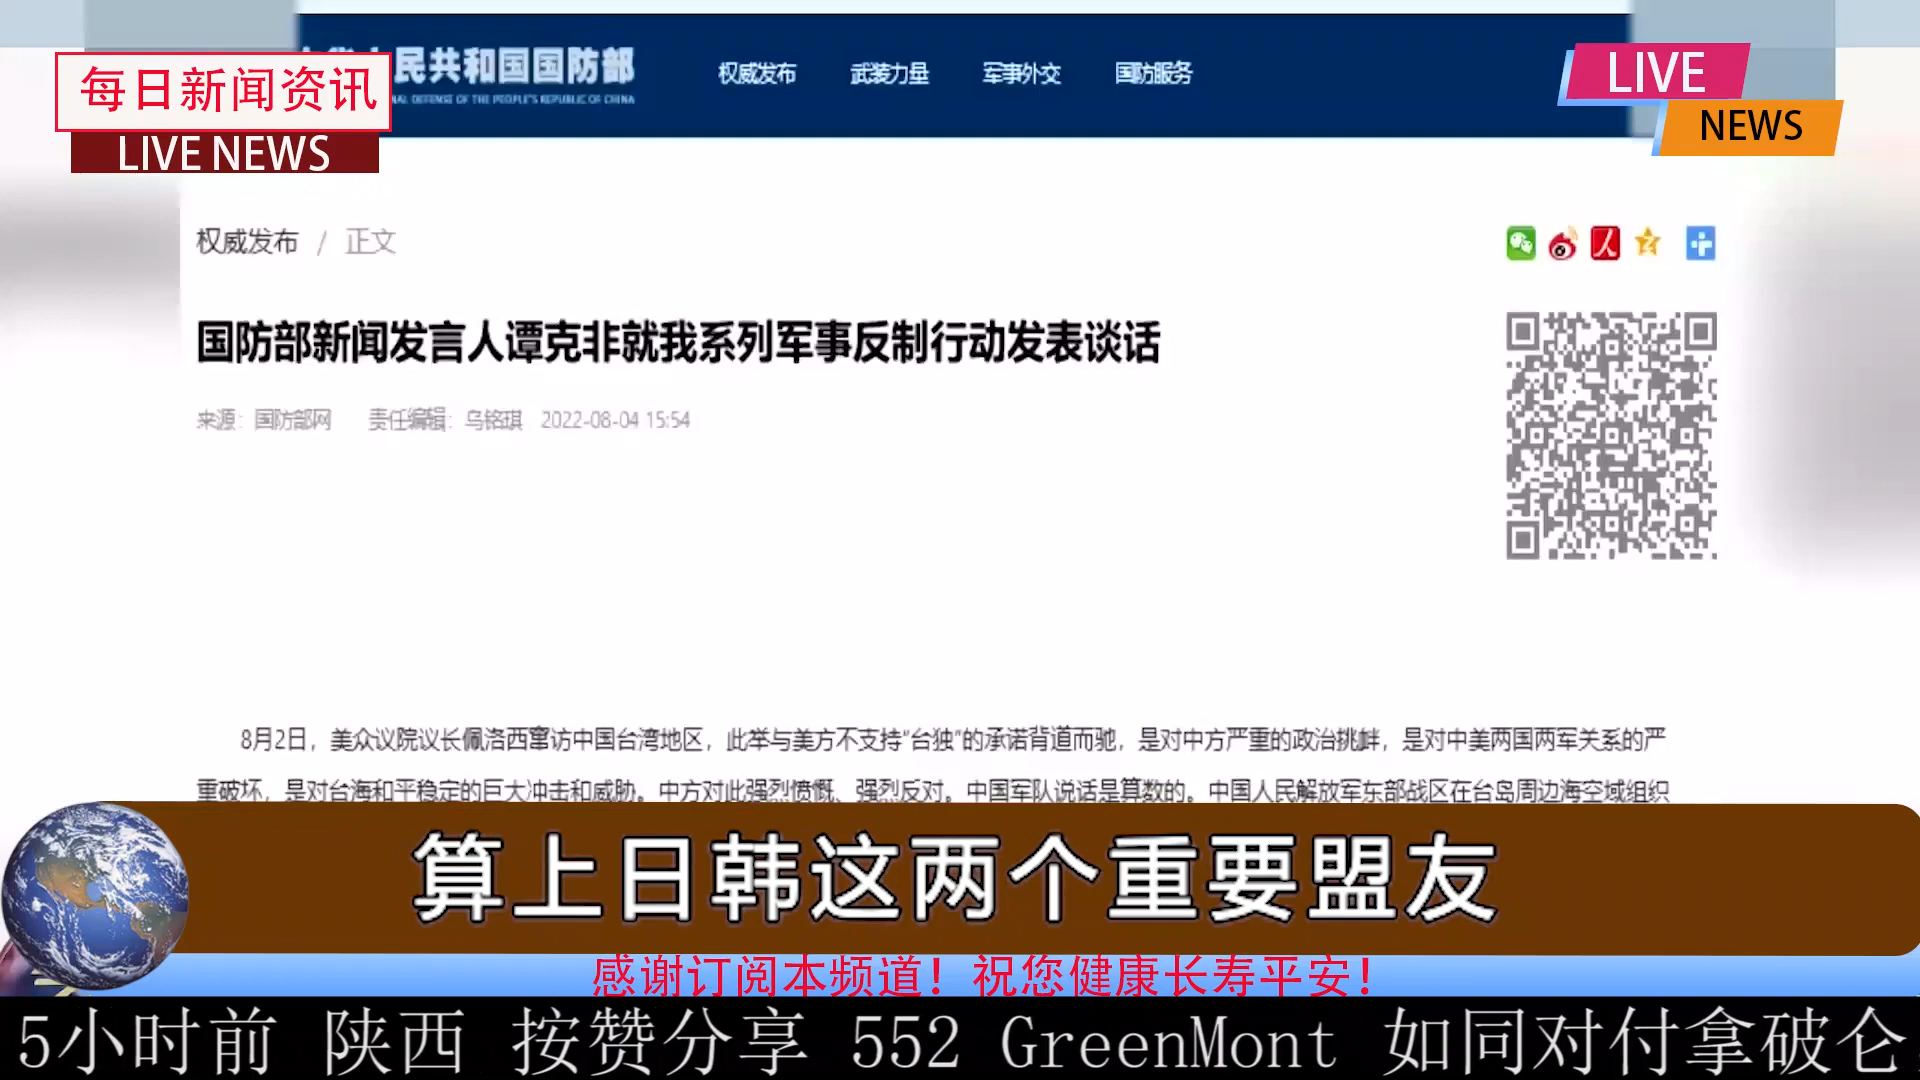 民共和国国防部
NAL DEFENSE OF THE PEOPLE'S REPUBLIC OF CHINA
权威发布 武装力量 军事外交 国防服务
每日新闻资讯
LIVE NEWS
LIVE
NEWS
权威发布 / 正文
国防部新闻发言人谭克非就我系列军事反制行动发表谈话
来源：国防部网 责任编辑：乌铭琪 2022-08-04 15:54
8月2日，美众议院议长佩洛西窜访中国台湾地区，此举与美方不支持“台独”的承诺背道而驰，是对中方严重的政治挑衅，是对中美两国两军关系的严
重破坏，是对台海和平稳定的巨大冲击和威胁。中方对此强烈愤慨、强烈反对。中国军队说话是算数的。中国人民解放军东部战区在台岛周边海空域组织
算上日韩这两个重要盟友
感谢订阅本频道！祝您健康长寿平安！
5小时前 陕西 按赞分享 552 GreenMont 如同对付拿破仑